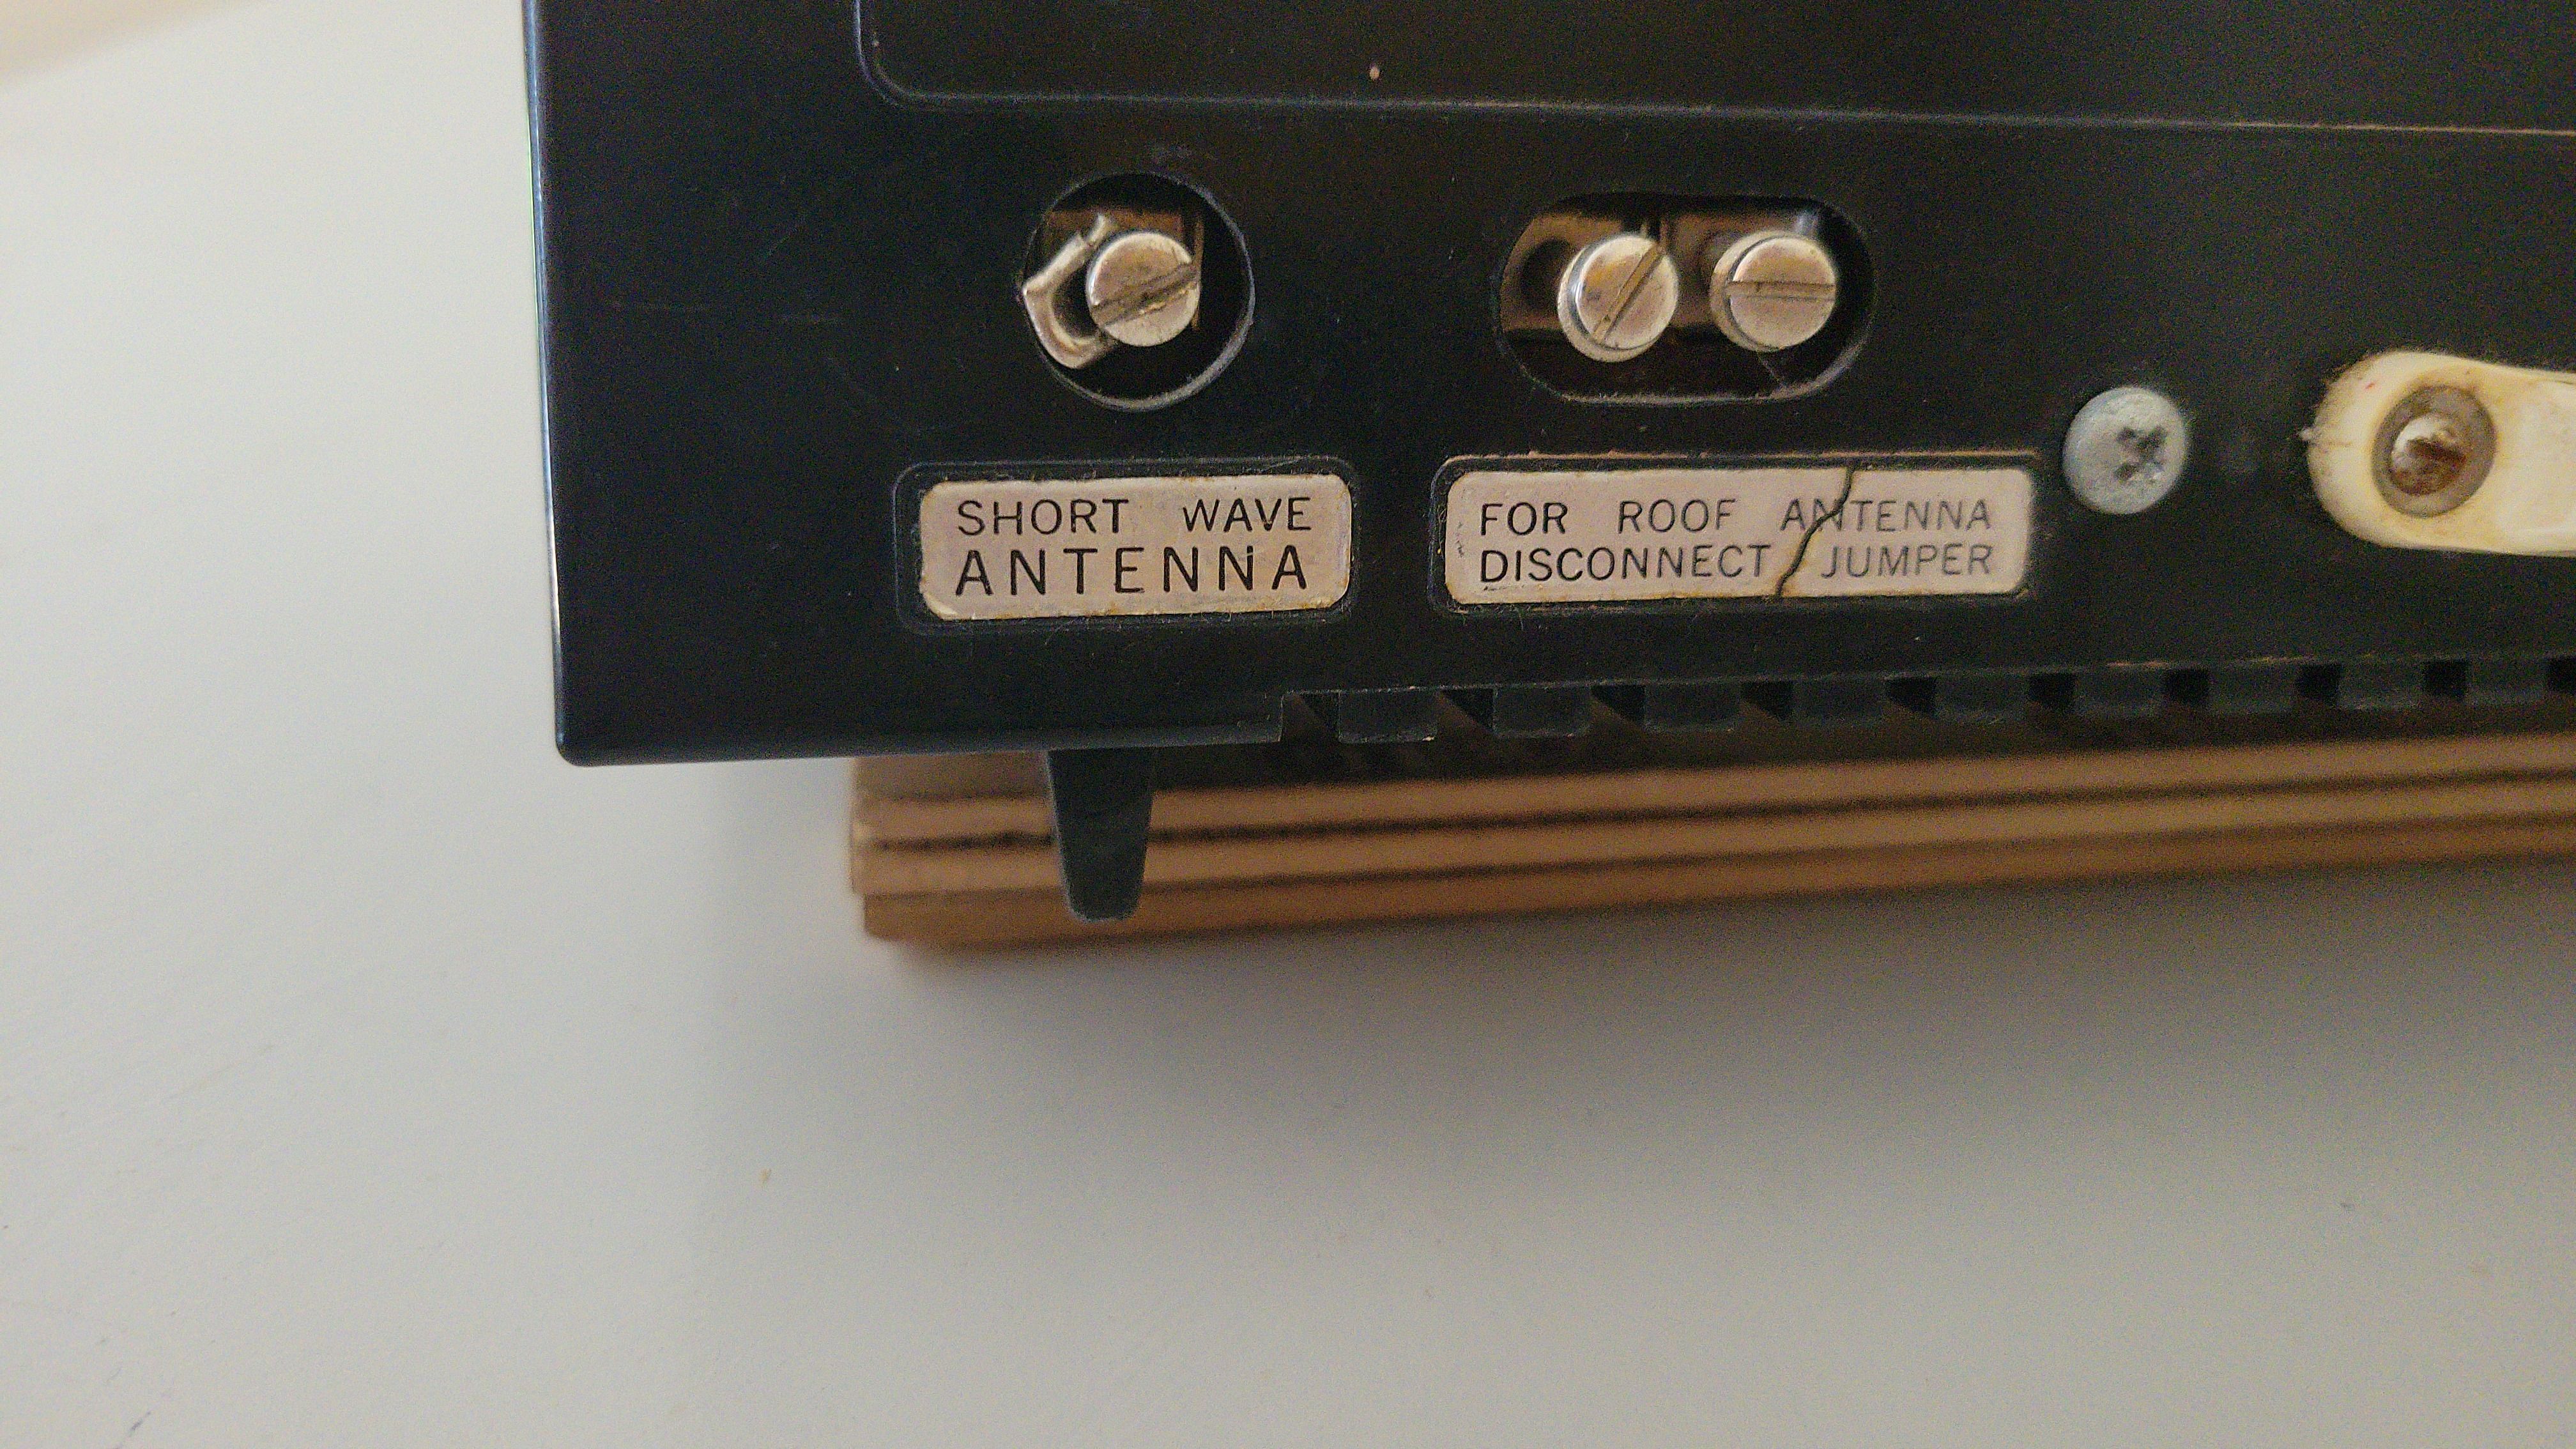 SHORT WAVE
ANTENNA
FOR ROOF ANTENNA
DISCONNECT JUMPER